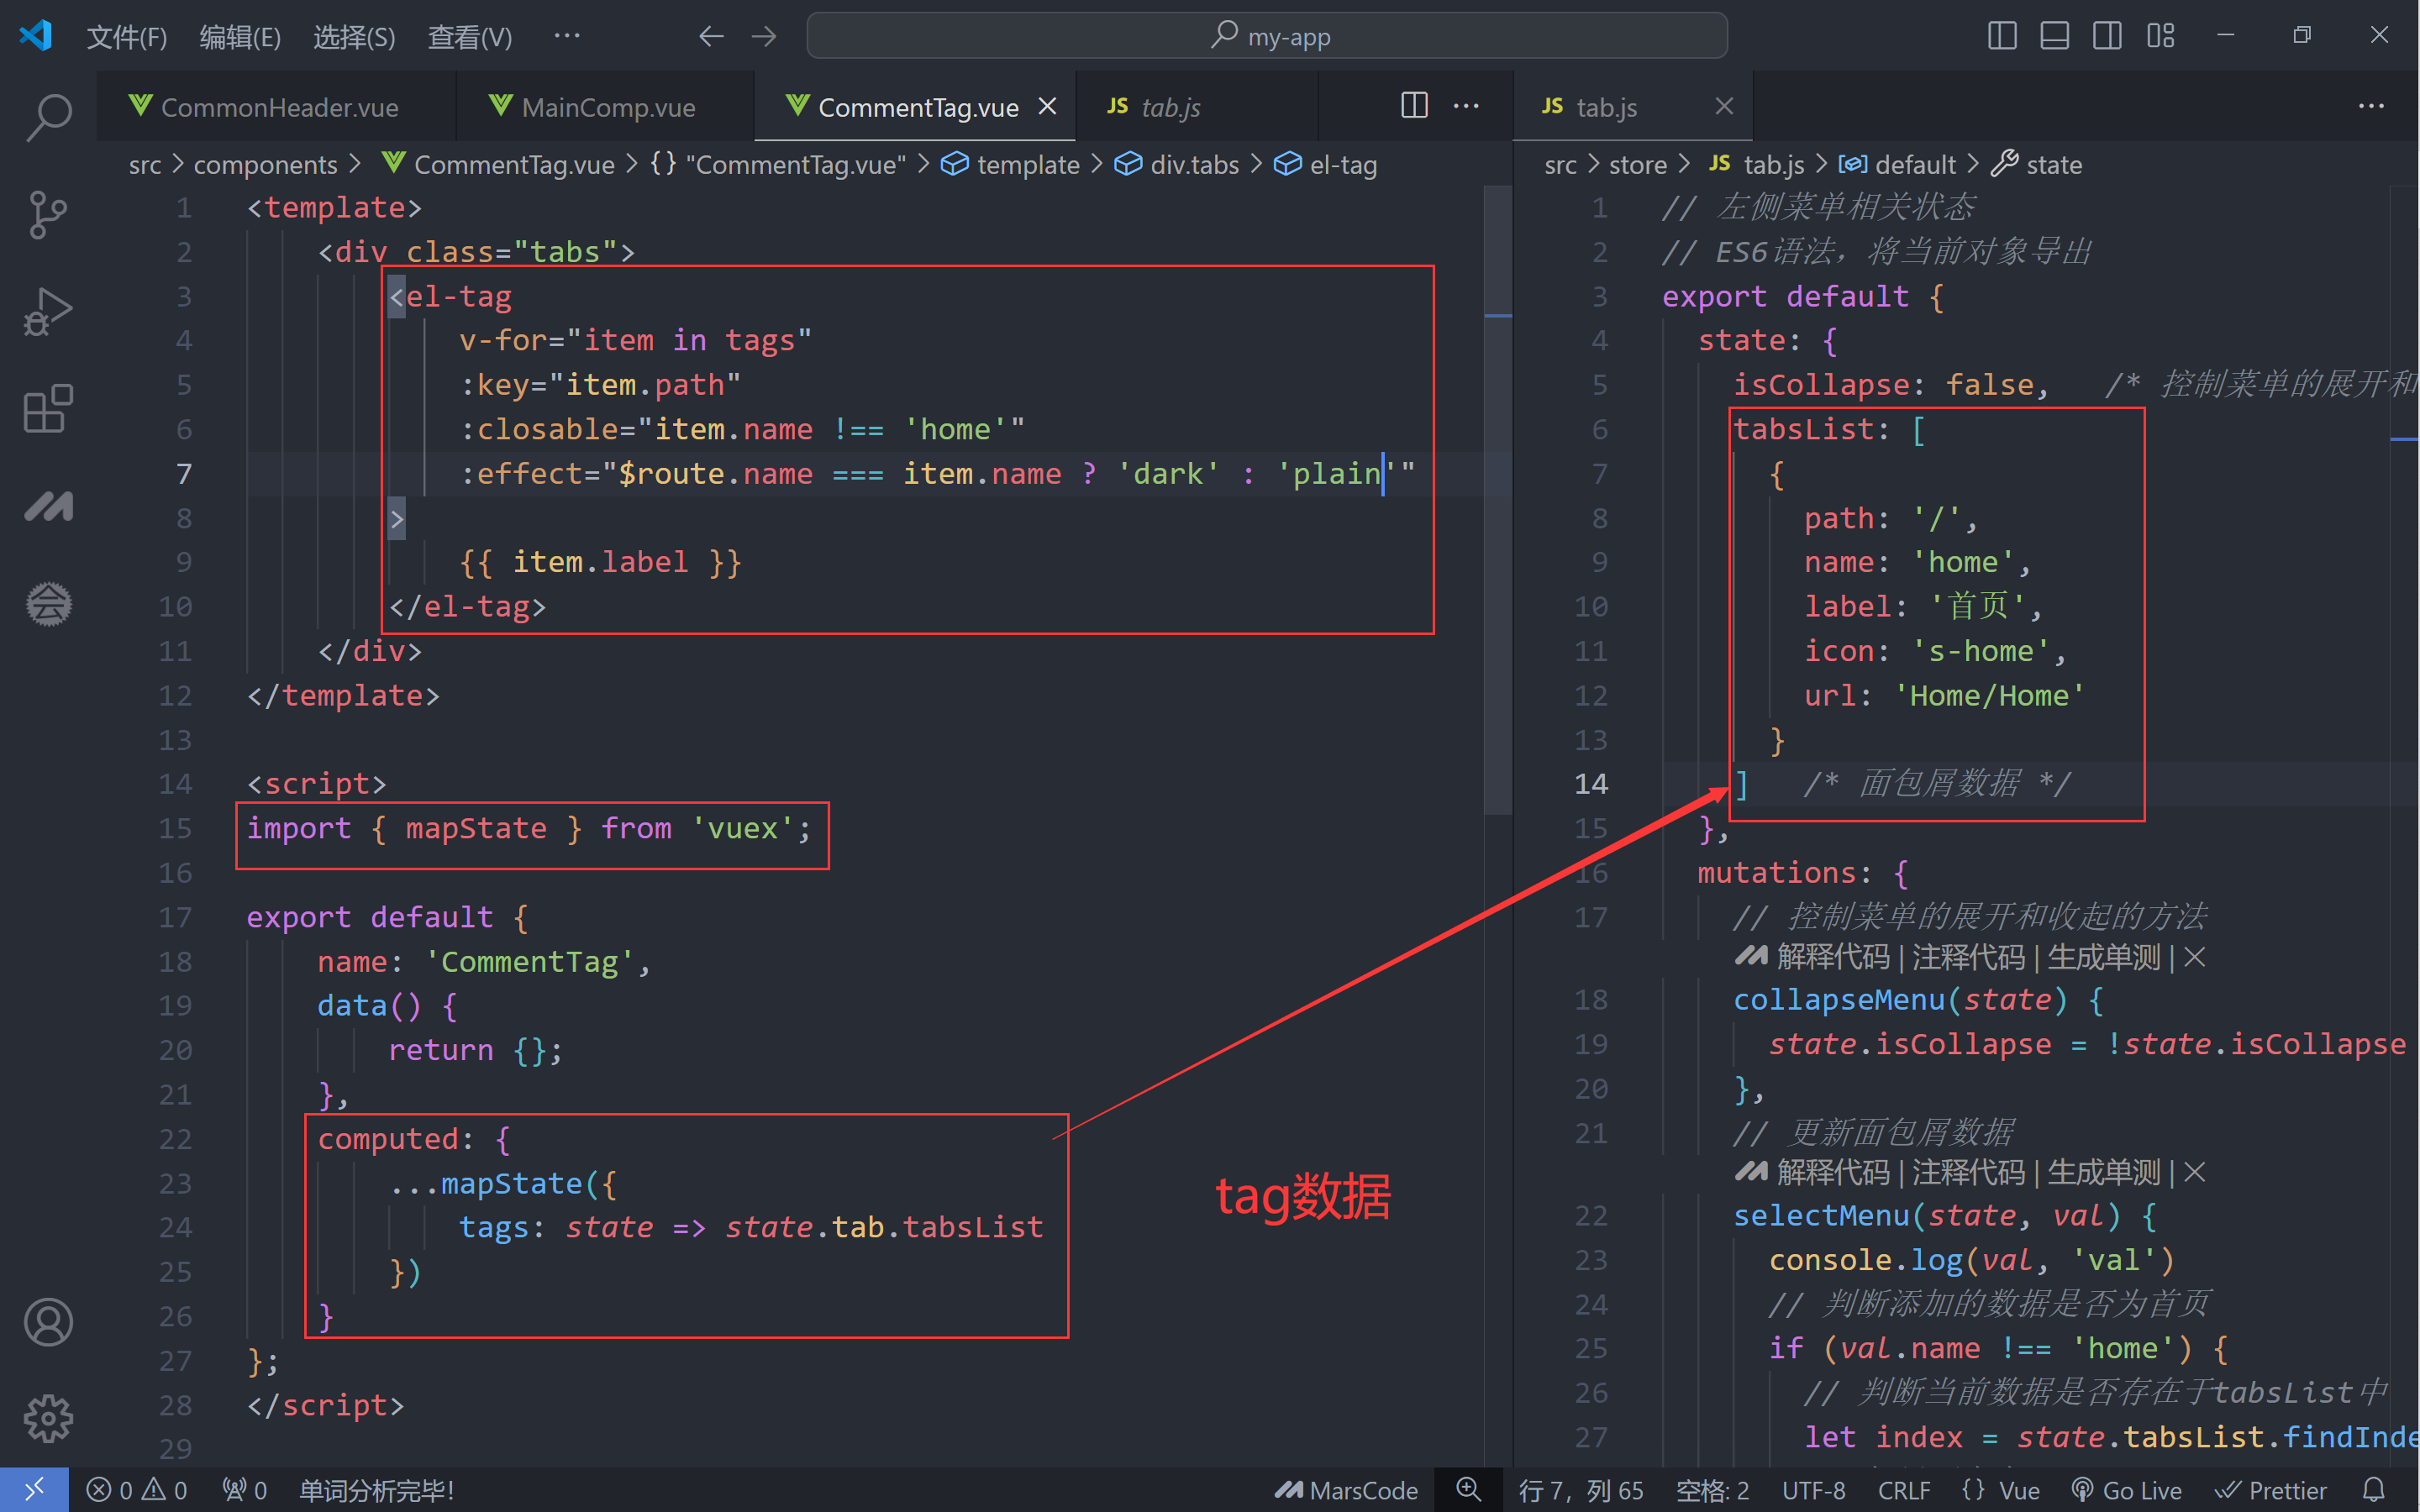 文件(F) 编辑(E) 选择(S) 查看(V) ··· my-app
CommonHeader.vue MainComp.vue CommentTag.vue tab.js
src > components > CommentTag.vue > {} "CommentTag.vue" > template > div.tabs > el-tag
1 <template>
2 <div class="tabs">
3 <el-tag
4 v-for="item in tags"
5 :key="item.path"
6 :closable="item.name !== 'home'"
7 :effect="$route.name === item.name ? 'dark' : 'plain'"
8 >
9 {{ item.label }}
10 </el-tag>
11 </div>
12 </template>
13
14 <script>
15 import { mapState } from 'vuex';
16
17 export default {
18 name: 'CommentTag',
19 data() {
20 return {};
21 },
22 computed: {
23 ...mapState({
24 tags: state => state.tab.tabsList
25 })
26 }
27 };
28 </script>
29
tag数据
tab.js
src > store > JS tab.js > default > state
1 // 左侧菜单相关状态
2 // ES6语法，将当前对象导出
3 export default {
4 state: {
5 isCollapse: false, /* 控制菜单的展开和
6 tabsList: [
7 {
8 path: '/',
9 name: 'home',
10 label: '首页',
11 icon: 's-home',
12 url: 'Home/Home'
13 }
14 ] /* 面包屑数据 */
15 },
16 mutations: {
17 // 控制菜单的展开和收起的方法
解释代码 | 注释代码 | 生成单测 | ×
18 collapseMenu(state) {
19 state.isCollapse = !state.isCollapse
20 },
21 // 更新面包屑数据
解释代码 | 注释代码 | 生成单测 | ×
22 selectMenu(state, val) {
23 console.log(val, 'val')
24 // 判断添加的数据是否为首页
25 if (val.name !== 'home') {
26 // 判断当前数据是否存在于tabsList中
27 let index = state.tabsList.findInde
0 0 0 单词分析完毕! MarsCode 行 7，列 65 空格: 2 UTF-8 CRLF {} Vue Go Live Prettier